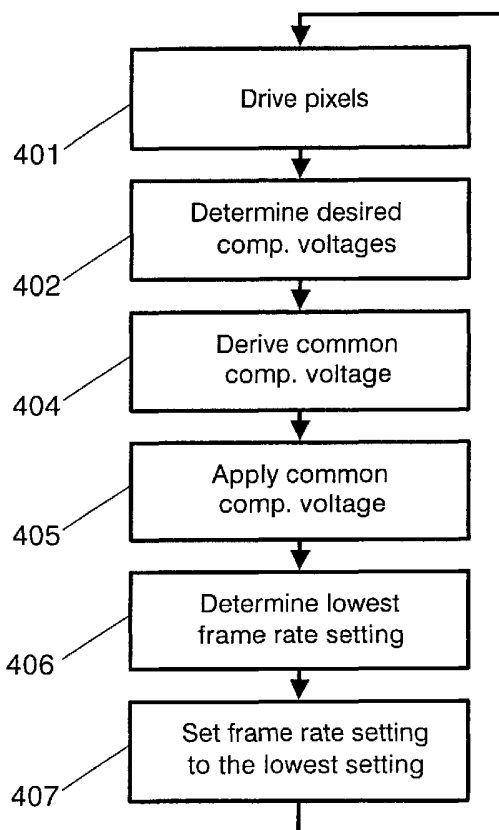 Drive pixels
401
Determine desired
comp. voltages
402
Derive common
comp. voltage
404
Apply common
comp. voltage
405
Determine lowest
frame rate setting
406
Set frame rate setting
to the lowest setting
407